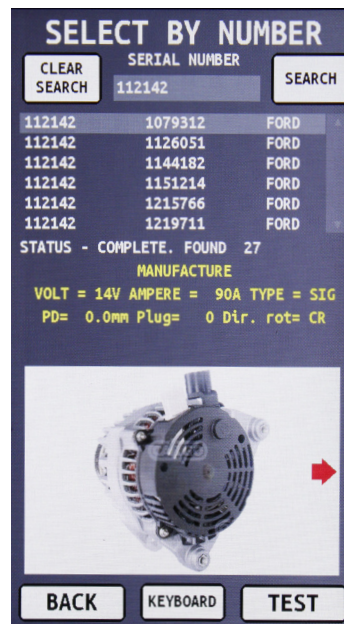 SELECT BY NUMBER
CLEAR SEARCH
SERIAL NUMBER
112142
SEARCH
112142 1079312 FORD
112142 1126051 FORD
112142 1144182 FORD
112142 1151214 FORD
112142 1215766 FORD
112142 1219711 FORD
STATUS - COMPLETE. FOUND 27
MANUFACTURE
VOLT = 14V AMPERE = 90A TYPE = SIG
PD= 0.0mm Plug= 0 Dir. rot= CR
BACK
KEYBOARD
TEST